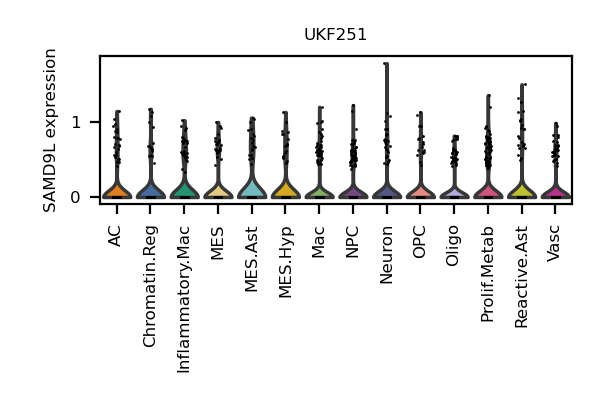 UKF251
SAMD9L expression
1
0
AC
Chromatin.Reg
Inflammatory.Mac
MES
MES.Ast
MES.Hyp
Mac
NPC
Neuron
OPC
Oligo
Prolif.Metab
Reactive.Ast
Vasc